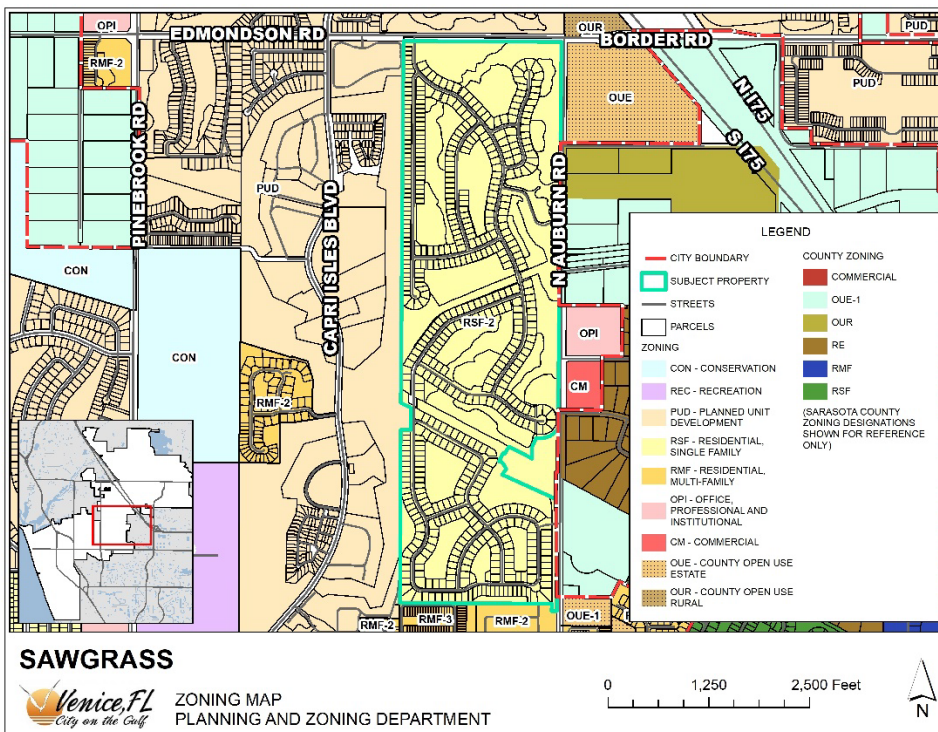 OPI
EDMONDSON RD
OUR
BORDER RD
PUD
RMF-2
PINEBROOK RD
OUE
N I75
S I75
PUD
PUD
CAPRI ISLES BLVD
N AUBURN RD
CON
CON
RSF-2
RMF-2
OPI
CM
RMF-2
RMF-3
RMF-2
OUE-1
LEGEND
CITY BOUNDARY
SUBJECT PROPERTY
STREETS
PARCELS
ZONING
CON - CONSERVATION
REC - RECREATION
PUD - PLANNED UNIT
DEVELOPMENT
RSF - RESIDENTIAL,
SINGLE FAMILY
RMF - RESIDENTIAL,
MULTI-FAMILY
OPI - OFFICE,
PROFESSIONAL AND
INSTITUTIONAL
CM - COMMERCIAL
OUE - COUNTY OPEN USE
ESTATE
OUR - COUNTY OPEN USE
RURAL
COUNTY ZONING
COMMERCIAL
OUE-1
OUR
RE
RMF
RSF
(SARASOTA COUNTY
ZONING DESIGNATIONS
SHOWN FOR REFERENCE
ONLY)
SAWGRASS
Venice, FL
City on the Gulf
ZONING MAP
PLANNING AND ZONING DEPARTMENT
0 1,250 2,500 Feet
N